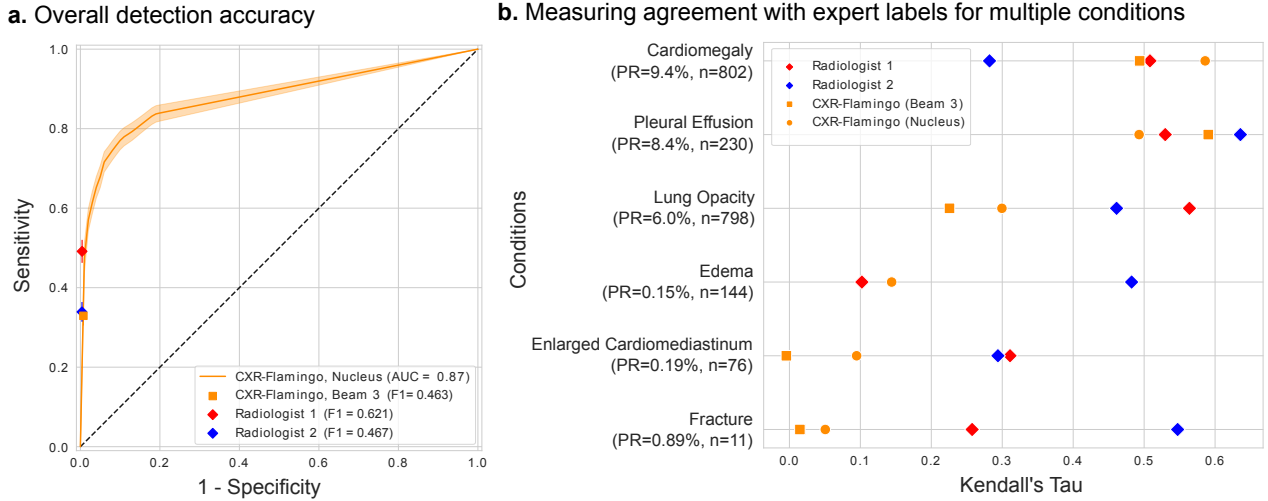 a. Overall detection accuracy
1.0
0.8
0.6
0.4
0.2
0.0
Sensitivity
CXR-Flamingo, Nucleus (AUC = 0.87)
CXR-Flamingo, Beam 3 (F1 = 0.463)
Radiologist 1 (F1 = 0.621)
Radiologist 2 (F1 = 0.467)
0.0 0.2 0.4 0.6 0.8 1.0
1 - Specificity
b. Measuring agreement with expert labels for multiple conditions
Conditions
Cardiomegaly
(PR=9.4%, n=802)
Pleural Effusion
(PR=8.4%, n=230)
Lung Opacity
(PR=6.0%, n=798)
Edema
(PR=0.15%, n=144)
Enlarged Cardiomediastinum
(PR=0.19%, n=76)
Fracture
(PR=0.89%, n=11)
Radiologist 1
Radiologist 2
CXR-Flamingo (Beam 3)
CXR-Flamingo (Nucleus)
0.0 0.1 0.2 0.3 0.4 0.5 0.6
Kendall's Tau